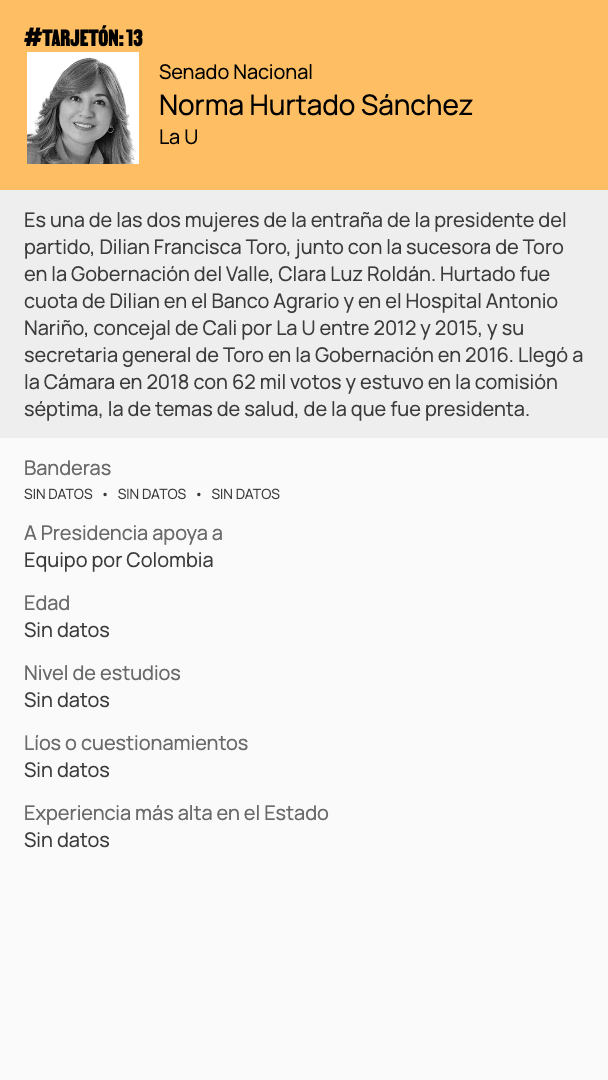 #TARJETÓN: 13
Senado Nacional
Norma Hurtado Sánchez
La U
Es una de las dos mujeres de la entraña de la presidente del
partido, Dilian Francisca Toro, junto con la sucesora de Toro
en la Gobernación del Valle, Clara Luz Roldán. Hurtado fue
cuota de Dilian en el Banco Agrario y en el Hospital Antonio
Nariño, concejal de Cali por La U entre 2012 y 2015, y su
secretaria general de Toro en la Gobernación en 2016. Llegó a
la Cámara en 2018 con 62 mil votos y estuvo en la comisión
séptima, la de temas de salud, de la que fue presidenta.
Banderas
SIN DATOS • SIN DATOS • SIN DATOS
A Presidencia apoya a
Equipo por Colombia
Edad
Sin datos
Nivel de estudios
Sin datos
Líos o cuestionamientos
Sin datos
Experiencia más alta en el Estado
Sin datos